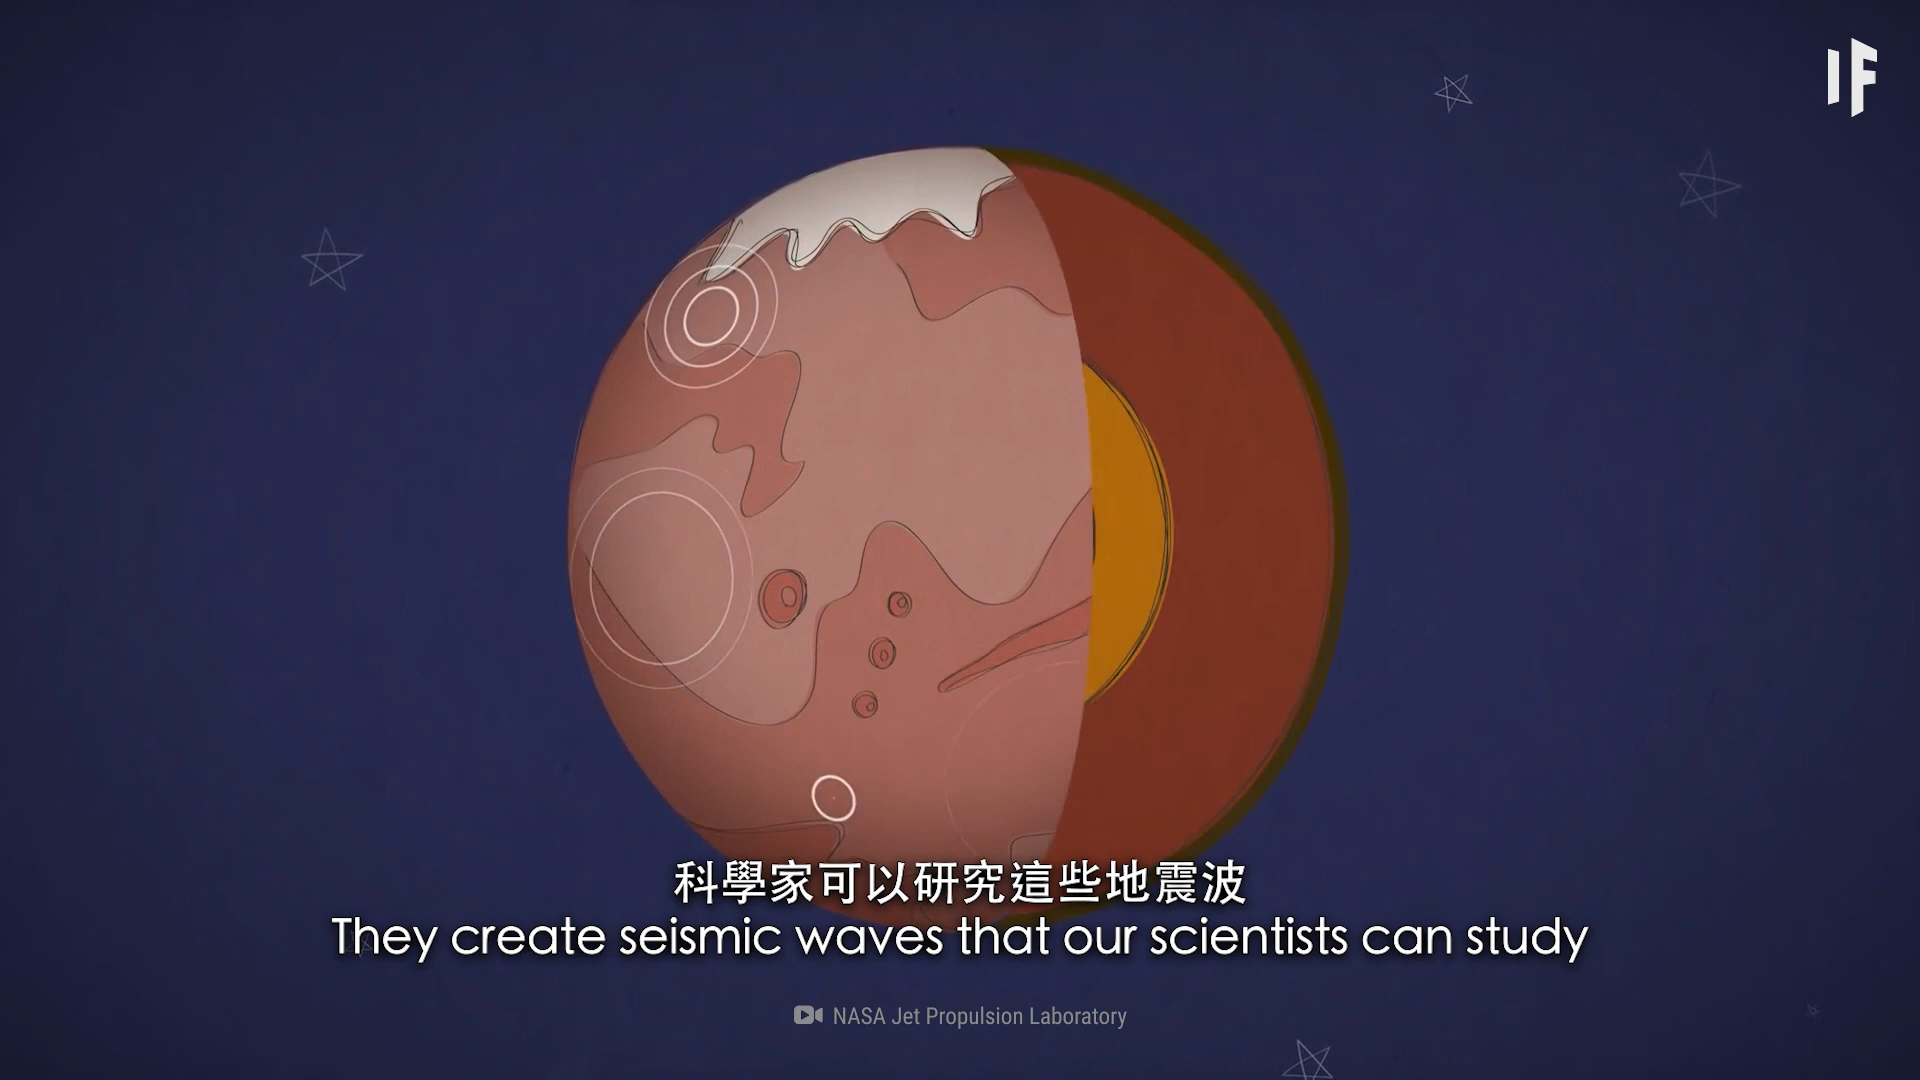 IF
科學家可以研究這些地震波
They create seismic waves that our scientists can study
NASA Jet Propulsion Laboratory